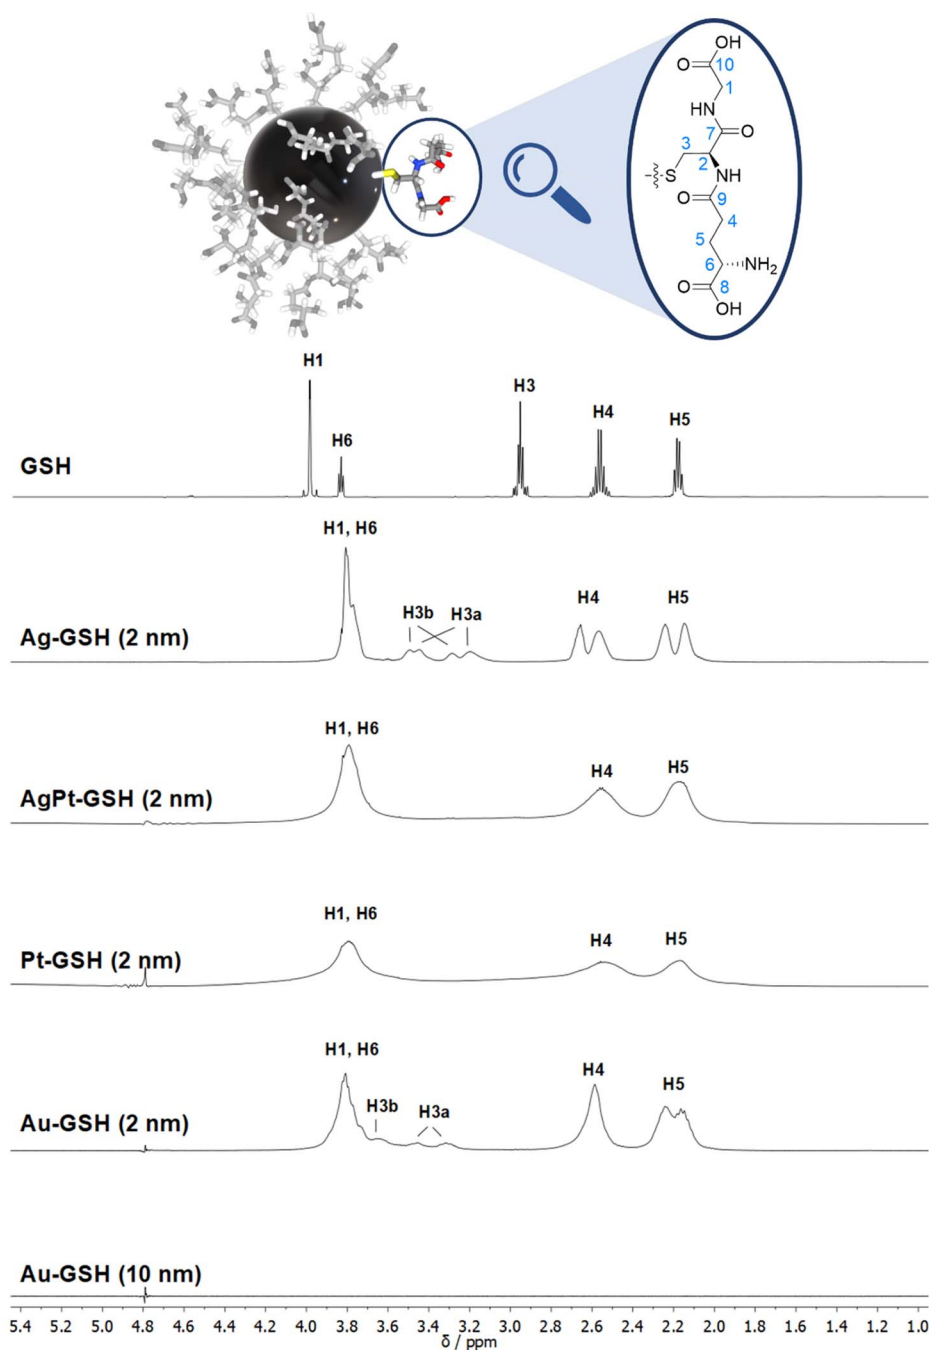 OH
O
10
1
HN
7
O
3
2
S
NH
9
O
4
5
6
NH2
O
8
OH
H1
H3
H4
H5
H6
GSH
H1, H6
H3b
H3a
H4
H5
Ag-GSH (2 nm)
H1, H6
H4
H5
AgPt-GSH (2 nm)
H1, H6
H4
H5
Pt-GSH (2 nm)
H1, H6
H3b
H3a
H4
H5
Au-GSH (2 nm)
Au-GSH (10 nm)
5.4 5.2 5.0 4.8 4.6 4.4 4.2 4.0 3.8 3.6 3.4 3.2 3.0 2.8 2.6 2.4 2.2 2.0 1.8 1.6 1.4 1.2 1.0
δ / ppm